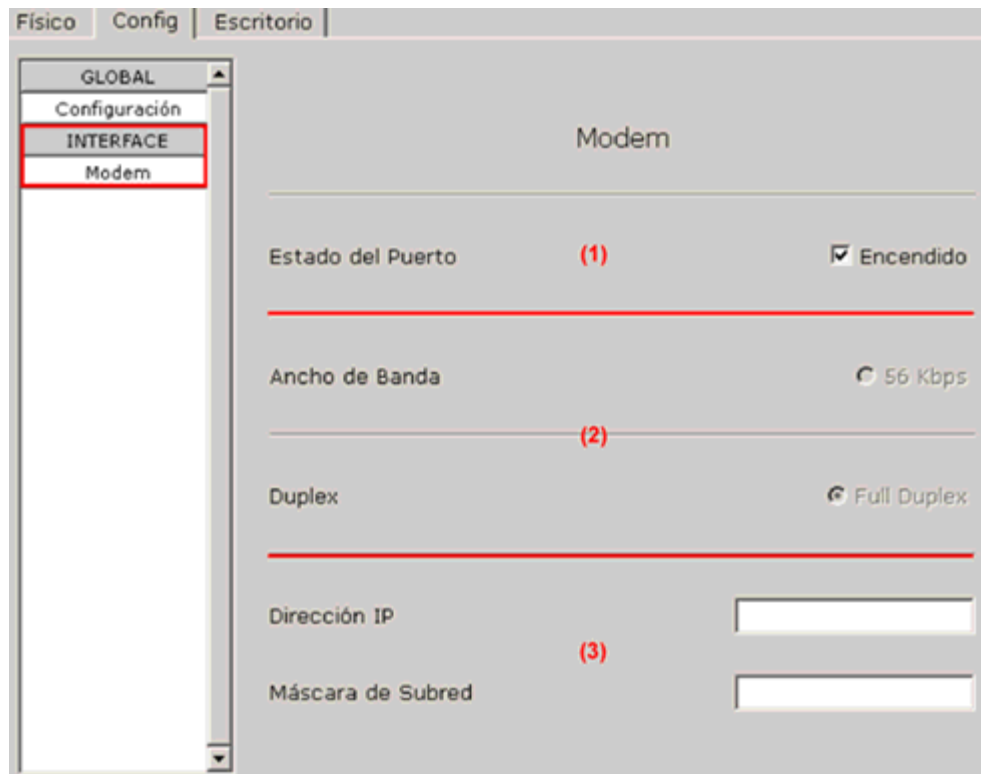 Físico Config Escritorio
GLOBAL
Configuración
INTERFACE
Modem
Modem
Estado del Puerto (1) Encendido
Ancho de Banda 56 Kbps
(2)
Duplex Full Duplex
Dirección IP
(3)
Máscara de Subred